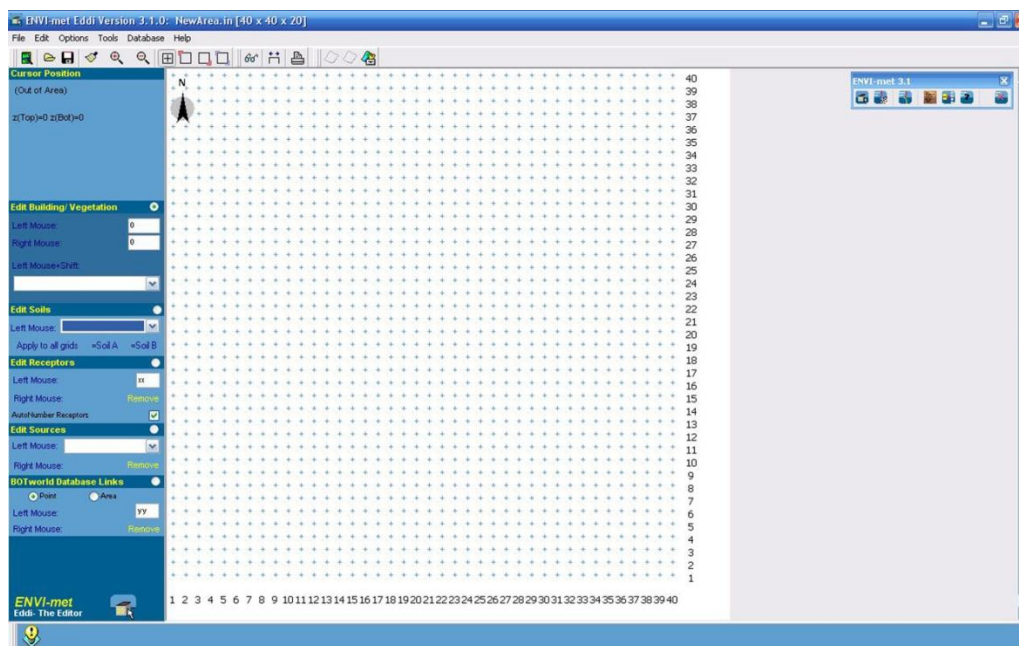 ENVI-met Eddi Version 3.1.0: NewArea.in [40 x 40 x 20]
File Edit Options Tools Database Help
Cursor Position
(Out of Area)
z(Top)=0 z(Bot)=0
Edit Building/ Vegetation
Left Mouse: 0
Right Mouse: 0
Left Mouse+Shift:
Edit Soils
Left Mouse:
Apply to all grids =Soil A =Soil B
Edit Receptors
Left Mouse: xx
Right Mouse: Remove
AutoNumber Receptors
Edit Sources
Left Mouse:
Right Mouse: Remove
BOTworld Database Links
Point Area
Left Mouse: yy
Right Mouse: Remove
ENVI-met
Eddi- The Editor
N
40
39
38
37
36
35
34
33
32
31
30
29
28
27
26
25
24
23
22
21
20
19
18
17
16
15
14
13
12
11
10
9
8
7
6
5
4
3
2
1
1 2 3 4 5 6 7 8 9 10 11 12 13 14 15 16 17 18 19 20 21 22 23 24 25 26 27 28 29 30 31 32 33 34 35 36 37 38 39 40
ENVI-met 3.1